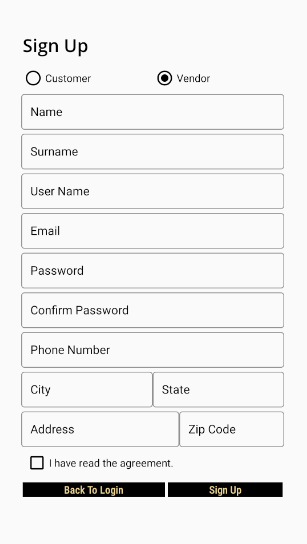 Sign Up
Customer Vendor
Name
Surname
User Name
Email
Password
Confirm Password
Phone Number
City State
Address Zip Code
I have read the agreement.
Back To Login Sign Up